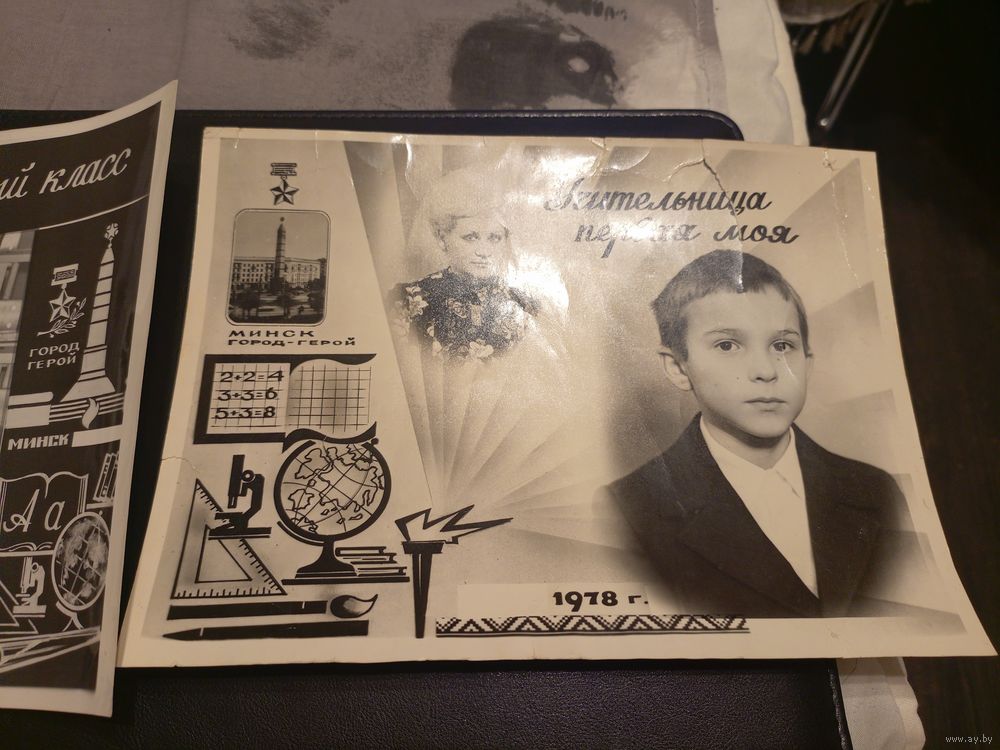 ий класс
ГОРОД
ГЕРОЙ
МИНСК
Аа
Учительница
первая моя
МИНСК
ГОРОД-ГЕРОЙ
2+2=4
3+3=6
5+3=8
1978 г.
www.ay.by